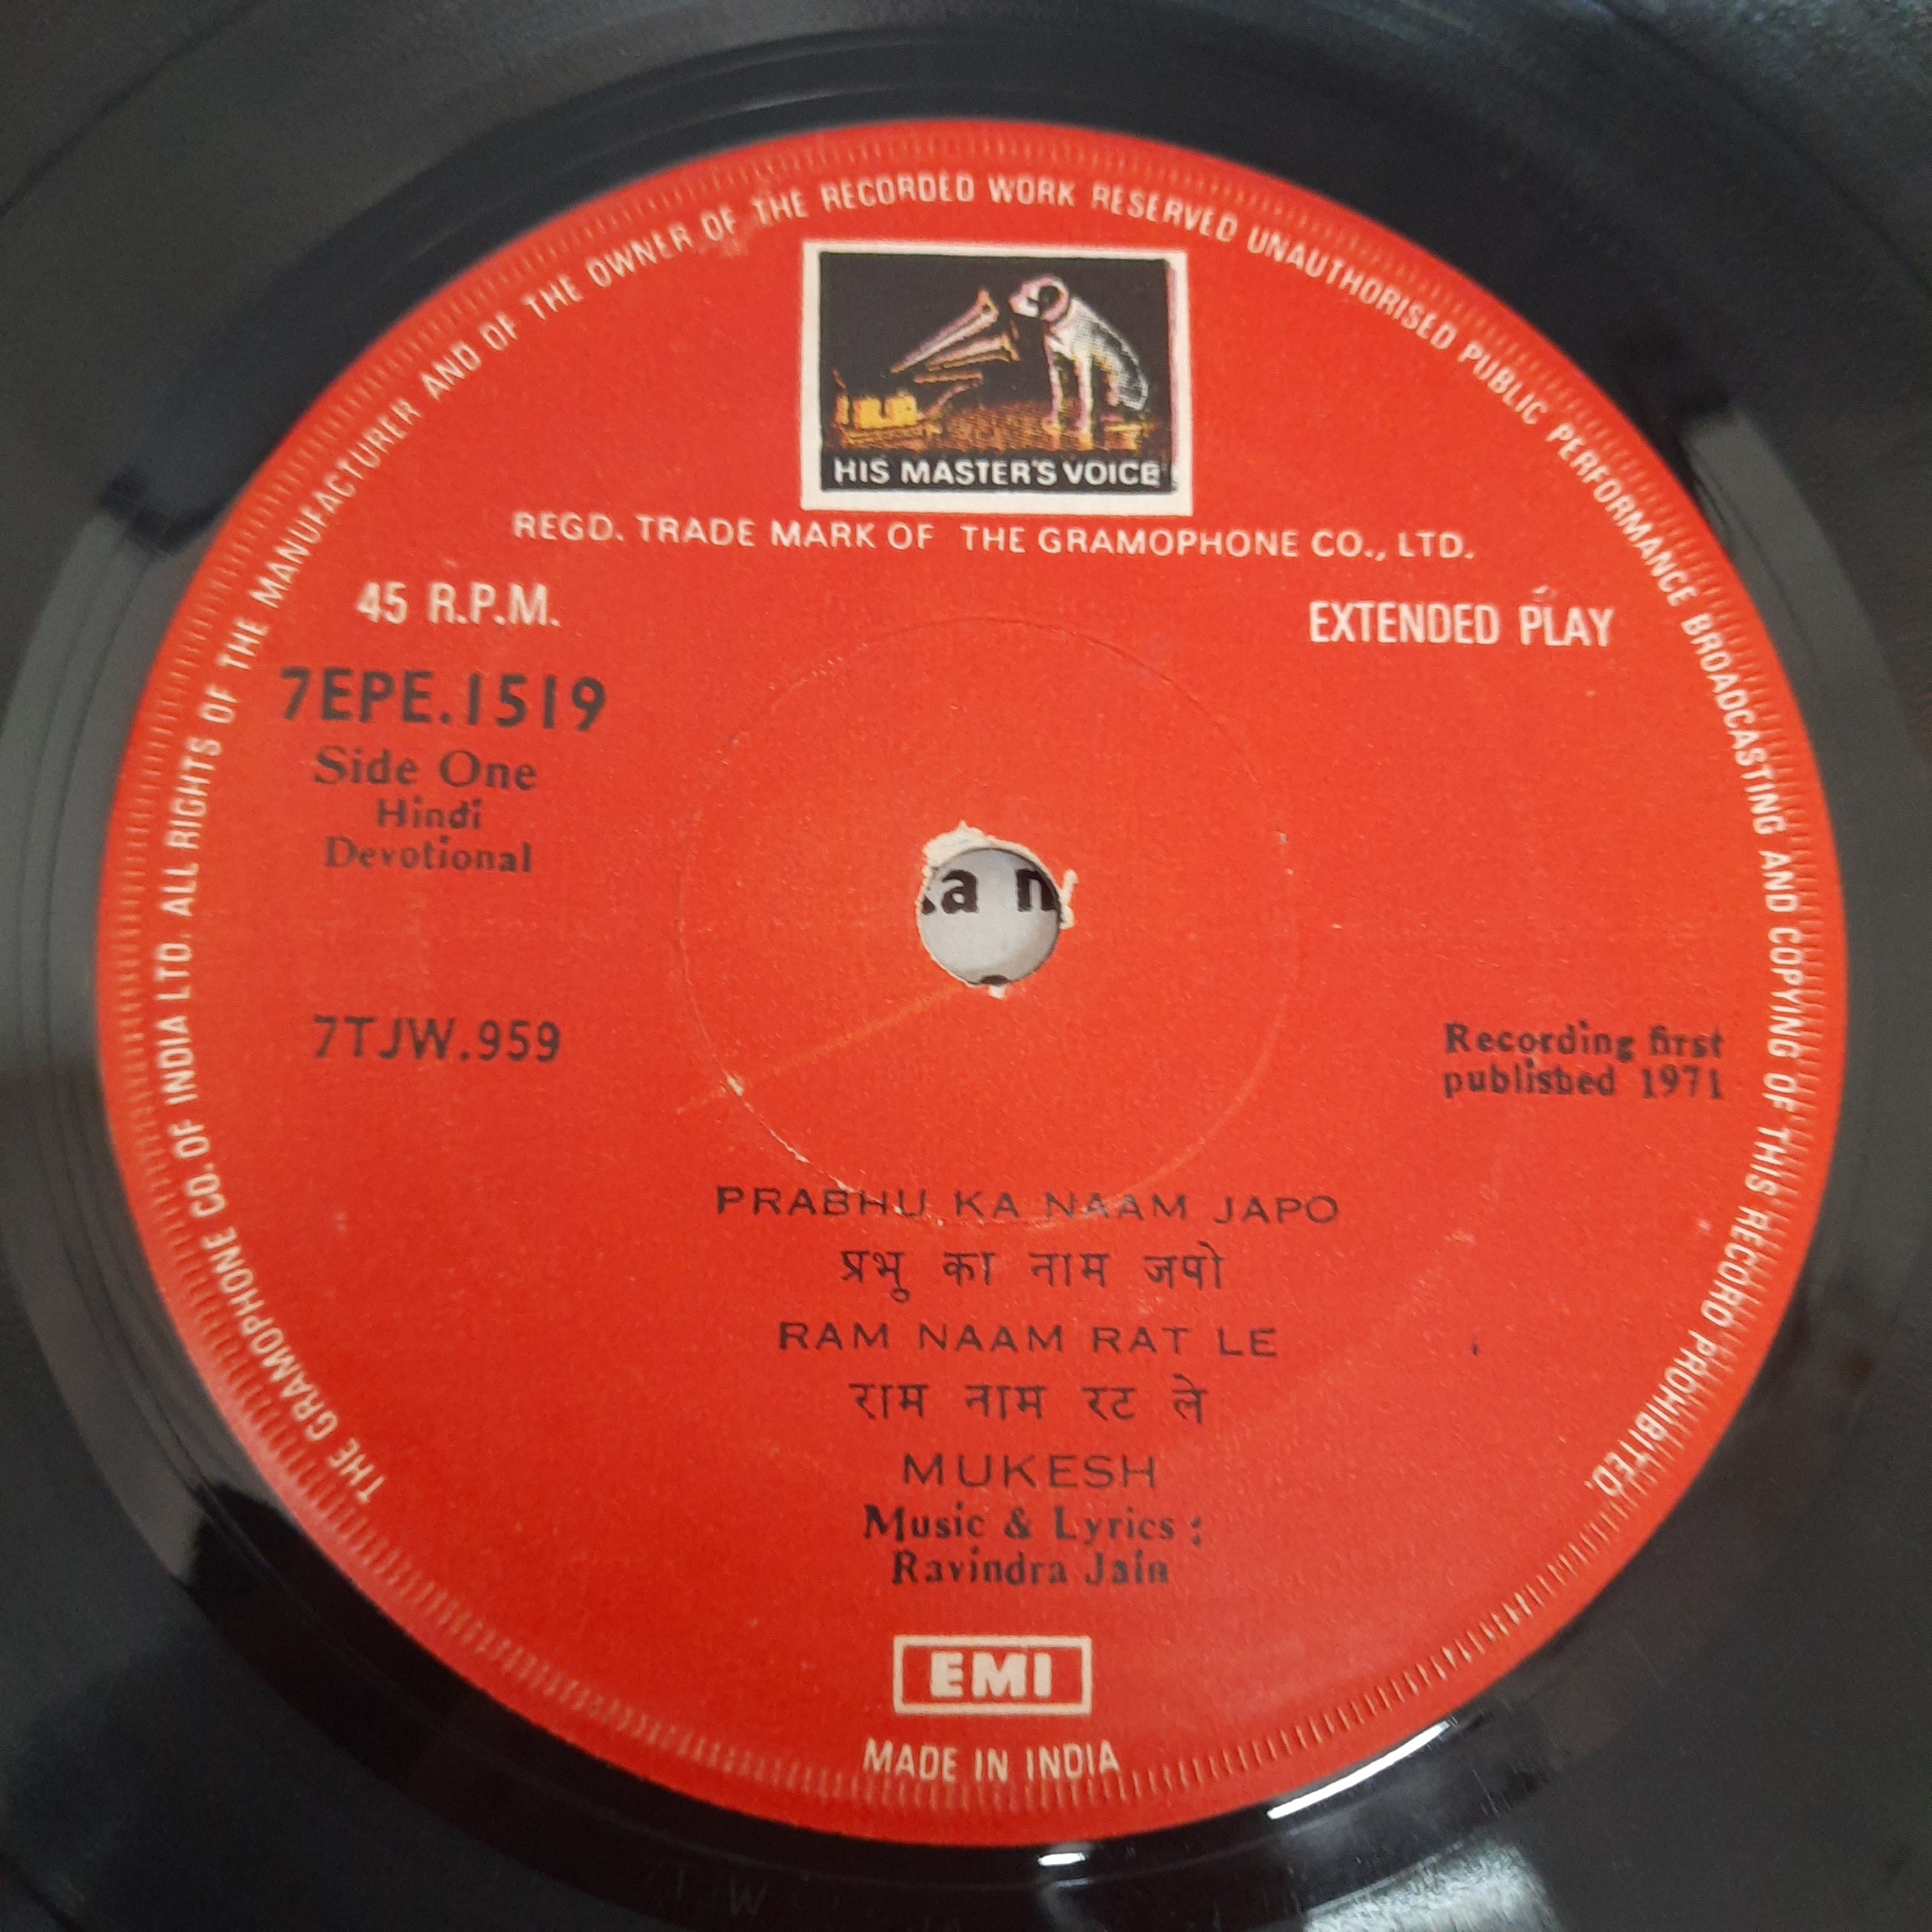 THE GRAMOPHONE CO. OF INDIA LTD. ALL RIGHTS OF THE MANUFACTURER AND OF THE OWNER OF THE RECORDED WORK RESERVED UNAUTHORISED PUBLIC PERFORMANCE BROADCASTING AND COPYING OF THIS RECORD PROHIBITED.
HIS MASTER'S VOICE
REGD. TRADE MARK OF THE GRAMOPHONE CO., LTD.
45 R.P.M.
EXTENDED PLAY
7EPE.1519
Side One
Hindi
Devotional
a n
7TJW.959
Recording first
published 1971
PRABHU KA NAAM JAPO
प्रभु का नाम जपो
RAM NAAM RAT LE
राम नाम रट ले
MUKESH
Music & Lyrics :
Ravindra Jain
EMI
MADE IN INDIA